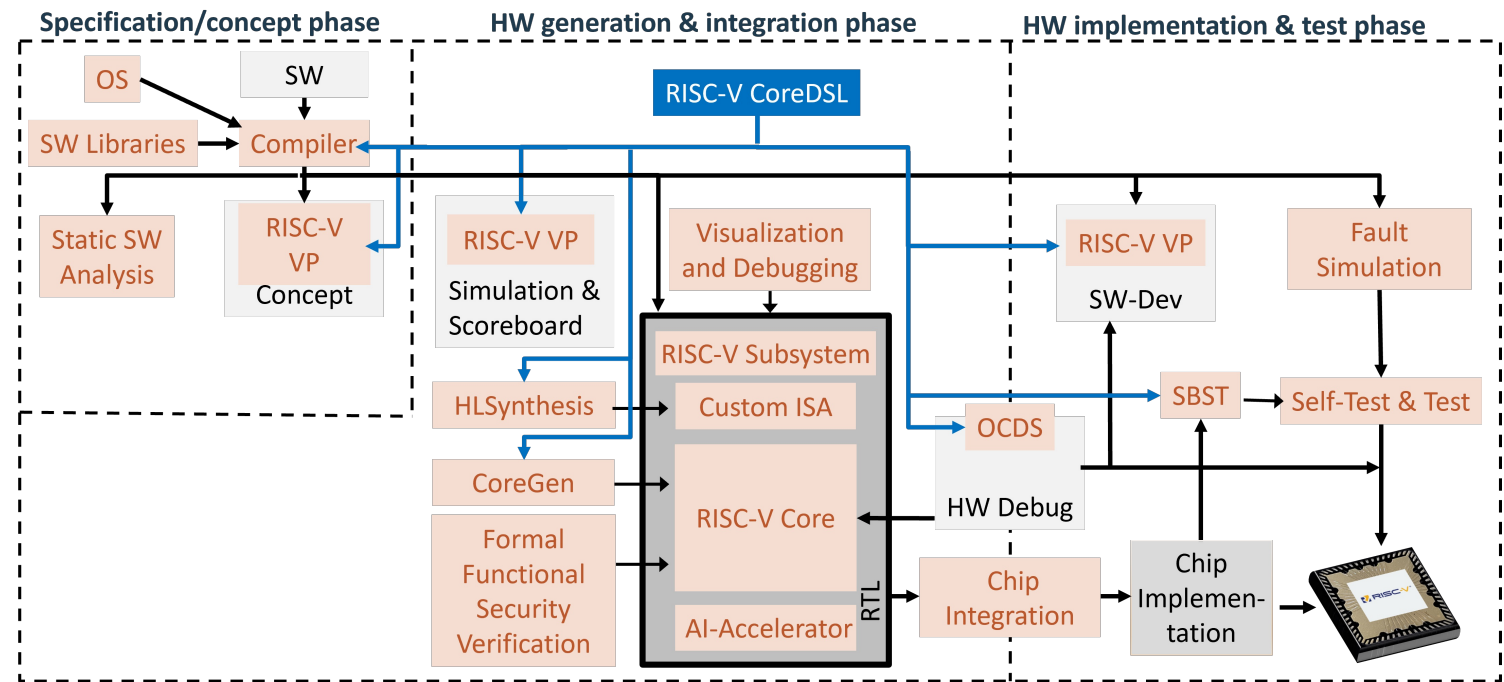 Specification/concept phase
HW generation & integration phase
HW implementation & test phase
OS
SW
SW Libraries
Compiler
Static SW
Analysis
RISC-V
VP
Concept
RISC-V CoreDSL
RISC-V VP
Simulation &
Scoreboard
Visualization
and Debugging
HLSynthesis
CoreGen
Formal
Functional
Security
Verification
RISC-V Subsystem
Custom ISA
RISC-V Core
AI-Accelerator
RTL
OCDS
HW Debug
Chip
Integration
RISC-V VP
SW-Dev
Fault
Simulation
SBST
Self-Test & Test
Chip
Implemen-
tation
RISC-V